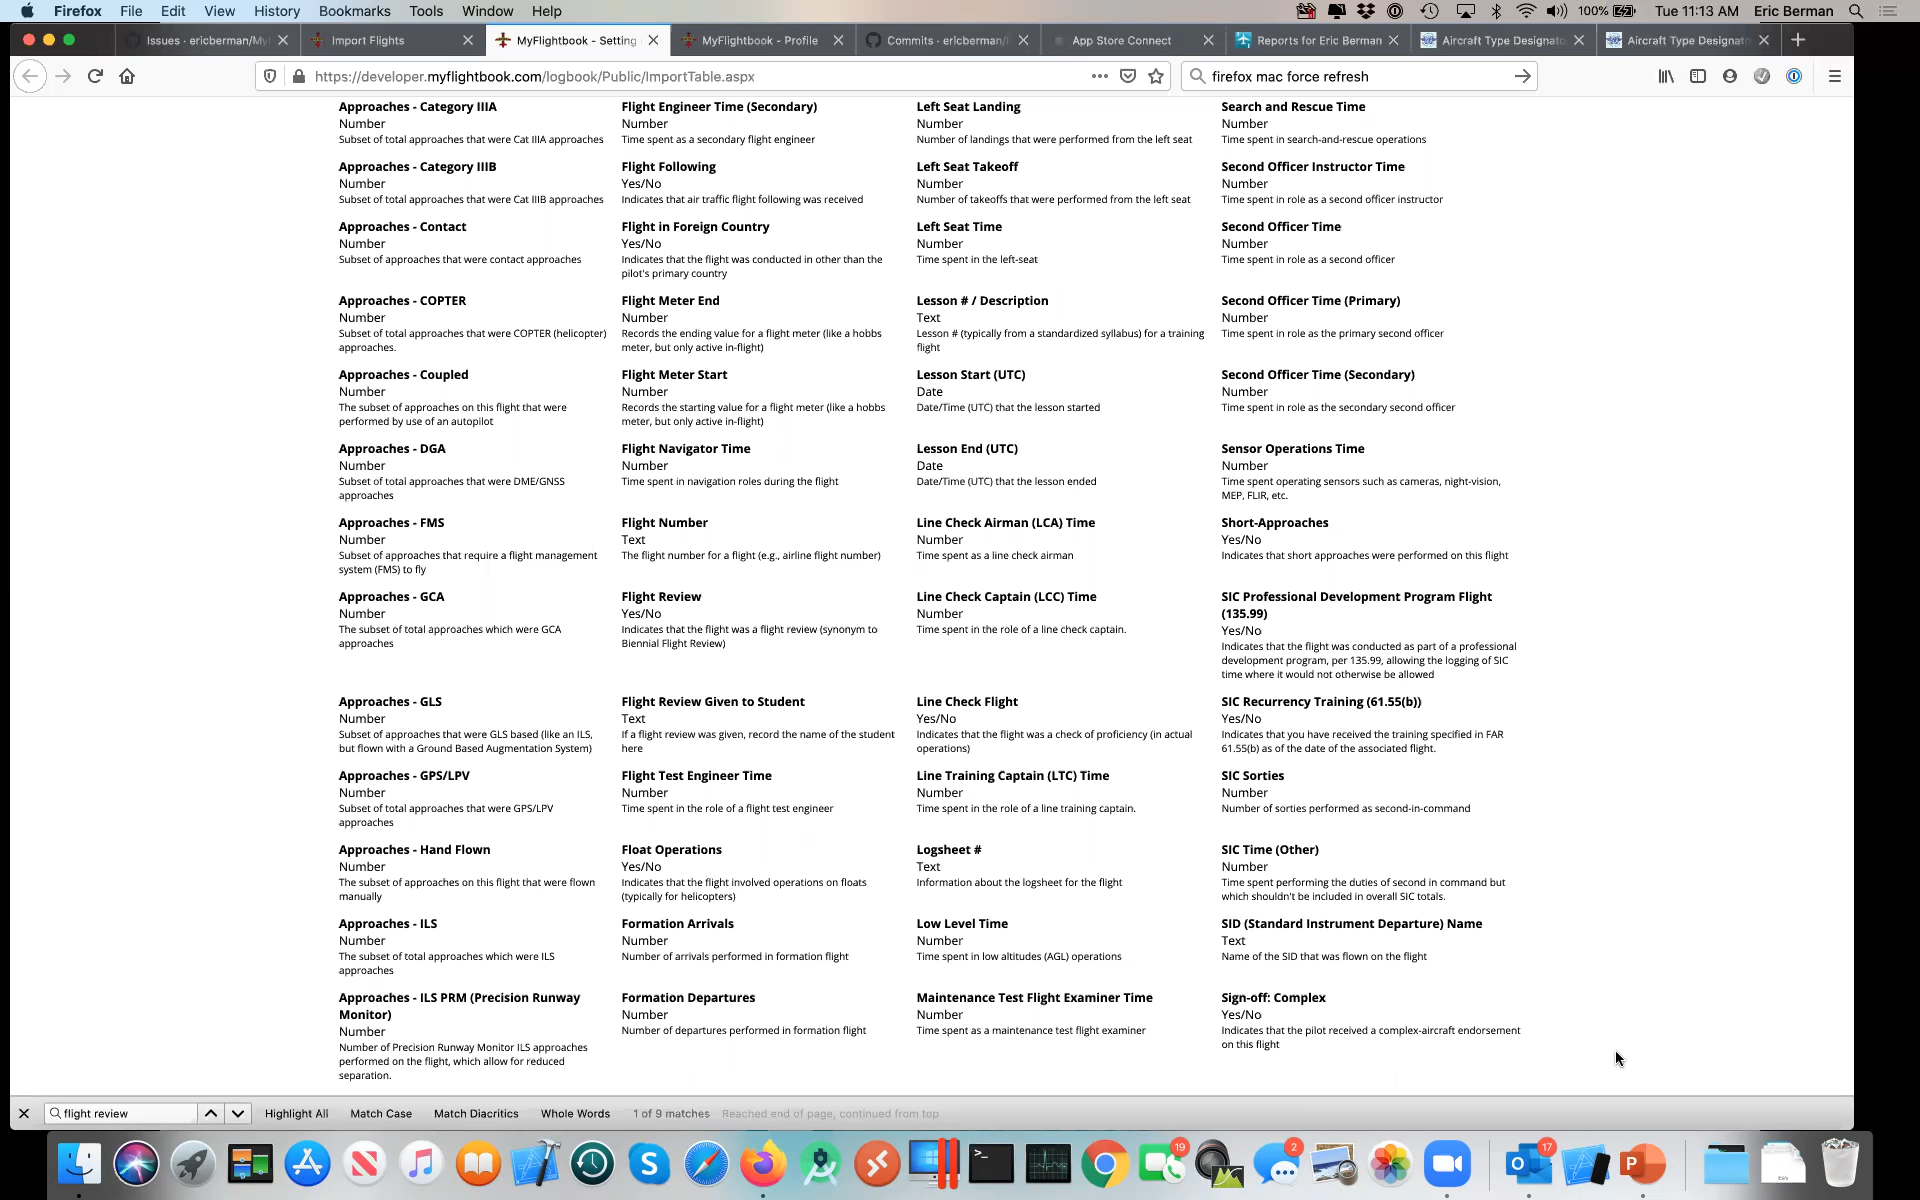 Firefox File Edit View History Bookmarks Tools Window Help
100% Tue 11:13 AM Eric Berman
Issues · ericberman/My
Import Flights
MyFlightbook - Setting
MyFlightbook - Profile
Commits · ericberman/
App Store Connect
Reports for Eric Berman
Aircraft Type Designato
Aircraft Type Designat
https://developer.myflightbook.com/logbook/Public/ImportTable.aspx
firefox mac force refresh
Approaches - Category IIIA
Number
Subset of total approaches that were Cat IIIA approaches
Flight Engineer Time (Secondary)
Number
Time spent as a secondary flight engineer
Left Seat Landing
Number
Number of landings that were performed from the left seat
Search and Rescue Time
Number
Time spent in search-and-rescue operations
Approaches - Category IIIB
Number
Subset of total approaches that were Cat IIIB approaches
Flight Following
Yes/No
Indicates that air traffic flight following was received
Left Seat Takeoff
Number
Number of takeoffs that were performed from the left seat
Second Officer Instructor Time
Number
Time spent in role as a second officer instructor
Approaches - Contact
Number
Subset of approaches that were contact approaches
Flight in Foreign Country
Yes/No
Indicates that the flight was conducted in other than the
pilot's primary country
Left Seat Time
Number
Time spent in the left-seat
Second Officer Time
Number
Time spent in role as a second officer
Approaches - COPTER
Number
Subset of total approaches that were COPTER (helicopter)
approaches.
Flight Meter End
Number
Records the ending value for a flight meter (like a hobbs
meter, but only active in-flight)
Lesson # / Description
Text
Lesson # (typically from a standardized syllabus) for a training
flight
Second Officer Time (Primary)
Number
Time spent in role as the primary second officer
Approaches - Coupled
Number
The subset of approaches on this flight that were
performed by use of an autopilot
Flight Meter Start
Number
Records the starting value for a flight meter (like a hobbs
meter, but only active in-flight)
Lesson Start (UTC)
Date
Date/Time (UTC) that the lesson started
Second Officer Time (Secondary)
Number
Time spent in role as the secondary second officer
Approaches - DGA
Number
Subset of total approaches that were DME/GNSS
approaches
Flight Navigator Time
Number
Time spent in navigation roles during the flight
Lesson End (UTC)
Date
Date/Time (UTC) that the lesson ended
Sensor Operations Time
Number
Time spent operating sensors such as cameras, night-vision,
MEP, FLIR, etc.
Approaches - FMS
Number
Subset of approaches that require a flight management
system (FMS) to fly
Flight Number
Text
The flight number for a flight (e.g., airline flight number)
Line Check Airman (LCA) Time
Number
Time spent as a line check airman
Short-Approaches
Yes/No
Indicates that short approaches were performed on this flight
Approaches - GCA
Number
The subset of total approaches which were GCA
approaches
Flight Review
Yes/No
Indicates that the flight was a flight review (synonym to
Biennial Flight Review)
Line Check Captain (LCC) Time
Number
Time spent in the role of a line check captain.
SIC Professional Development Program Flight
(135.99)
Yes/No
Indicates that the flight was conducted as part of a professional
development program, per 135.99, allowing the logging of SIC
time where it would not otherwise be allowed
Approaches - GLS
Number
Subset of approaches that were GLS based (like an ILS,
but flown with a Ground Based Augmentation System)
Flight Review Given to Student
Text
If a flight review was given, record the name of the student
here
Line Check Flight
Yes/No
Indicates that the flight was a check of proficiency (in actual
operations)
SIC Recurrency Training (61.55(b))
Yes/No
Indicates that you have received the training specified in FAR
61.55(b) as of the date of the associated flight.
Approaches - GPS/LPV
Number
Subset of total approaches that were GPS/LPV
approaches
Flight Test Engineer Time
Number
Time spent in the role of a flight test engineer
Line Training Captain (LTC) Time
Number
Time spent in the role of a line training captain.
SIC Sorties
Number
Number of sorties performed as second-in-command
Approaches - Hand Flown
Number
The subset of approaches on this flight that were flown
manually
Float Operations
Yes/No
Indicates that the flight involved operations on floats
(typically for helicopters)
Logsheet #
Text
Information about the logsheet for the flight
SIC Time (Other)
Number
Time spent performing the duties of second in command but
which shouldn't be included in overall SIC totals.
Approaches - ILS
Number
The subset of total approaches which were ILS
approaches
Formation Arrivals
Number
Number of arrivals performed in formation flight
Low Level Time
Number
Time spent in low altitudes (AGL) operations
SID (Standard Instrument Departure) Name
Text
Name of the SID that was flown on the flight
Approaches - ILS PRM (Precision Runway
Monitor)
Number
Number of Precision Runway Monitor ILS approaches
performed on the flight, which allow for reduced
separation.
Formation Departures
Number
Number of departures performed in formation flight
Maintenance Test Flight Examiner Time
Number
Time spent as a maintenance test flight examiner
Sign-off: Complex
Yes/No
Indicates that the pilot received a complex-aircraft endorsement
on this flight
flight review Highlight All Match Case Match Diacritics Whole Words 1 of 9 matches Reached end of page, continued from top
19
2
17